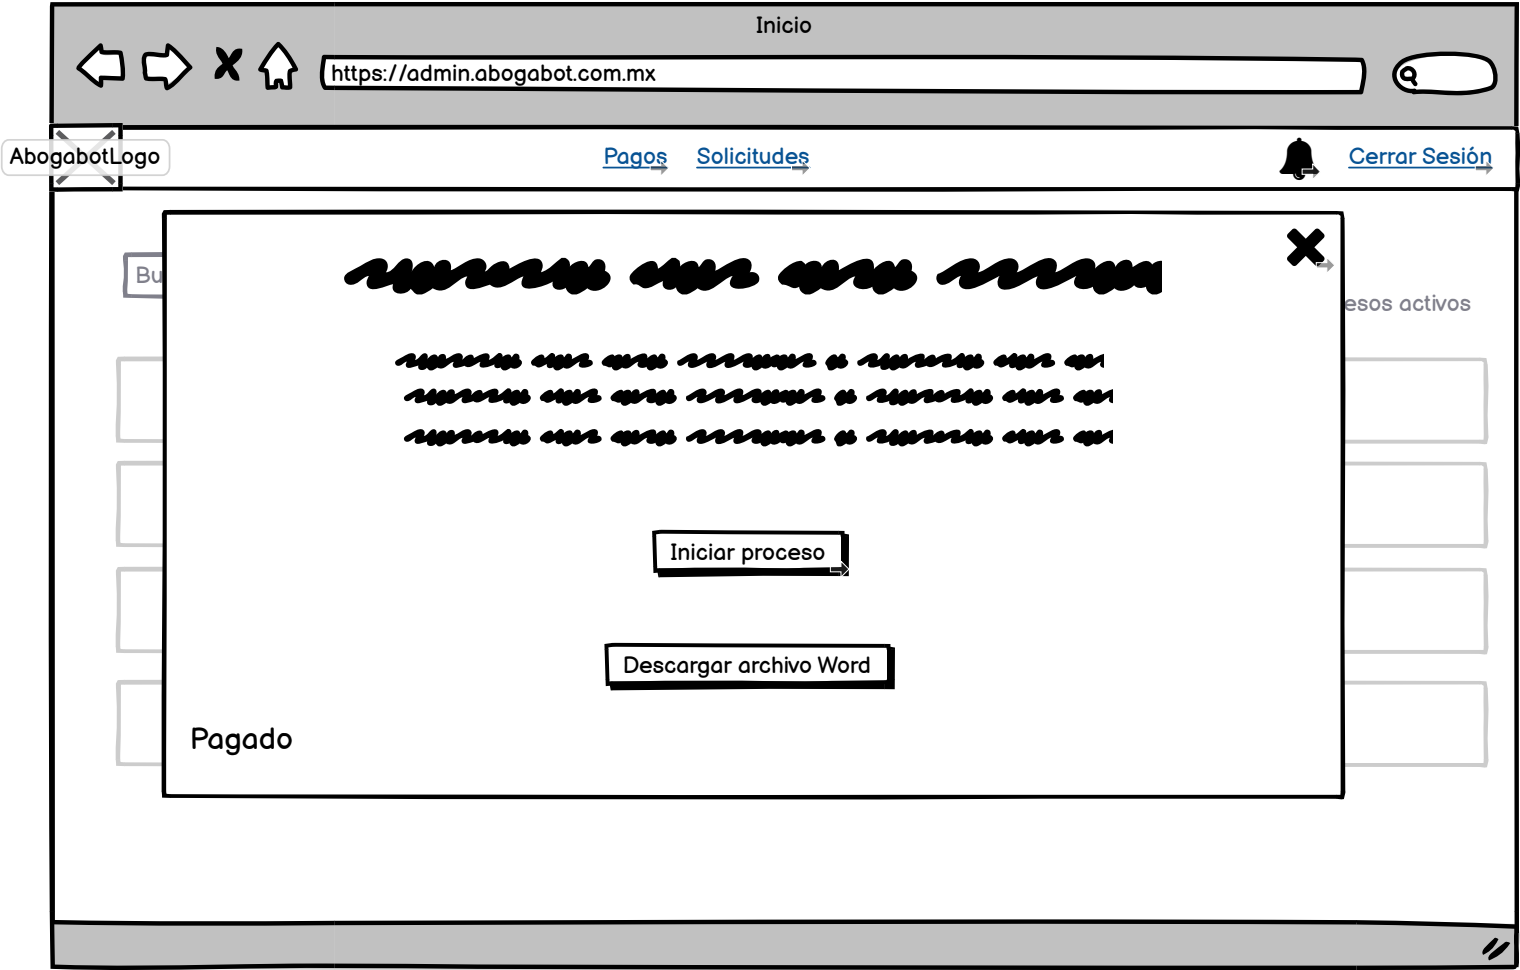 Inicio
https://admin.abogabot.com.mx
AbogabotLogo Pagos Solicitudes Cerrar Sesión
Bu
esos activos
Iniciar proceso
Descargar archivo Word
Pagado